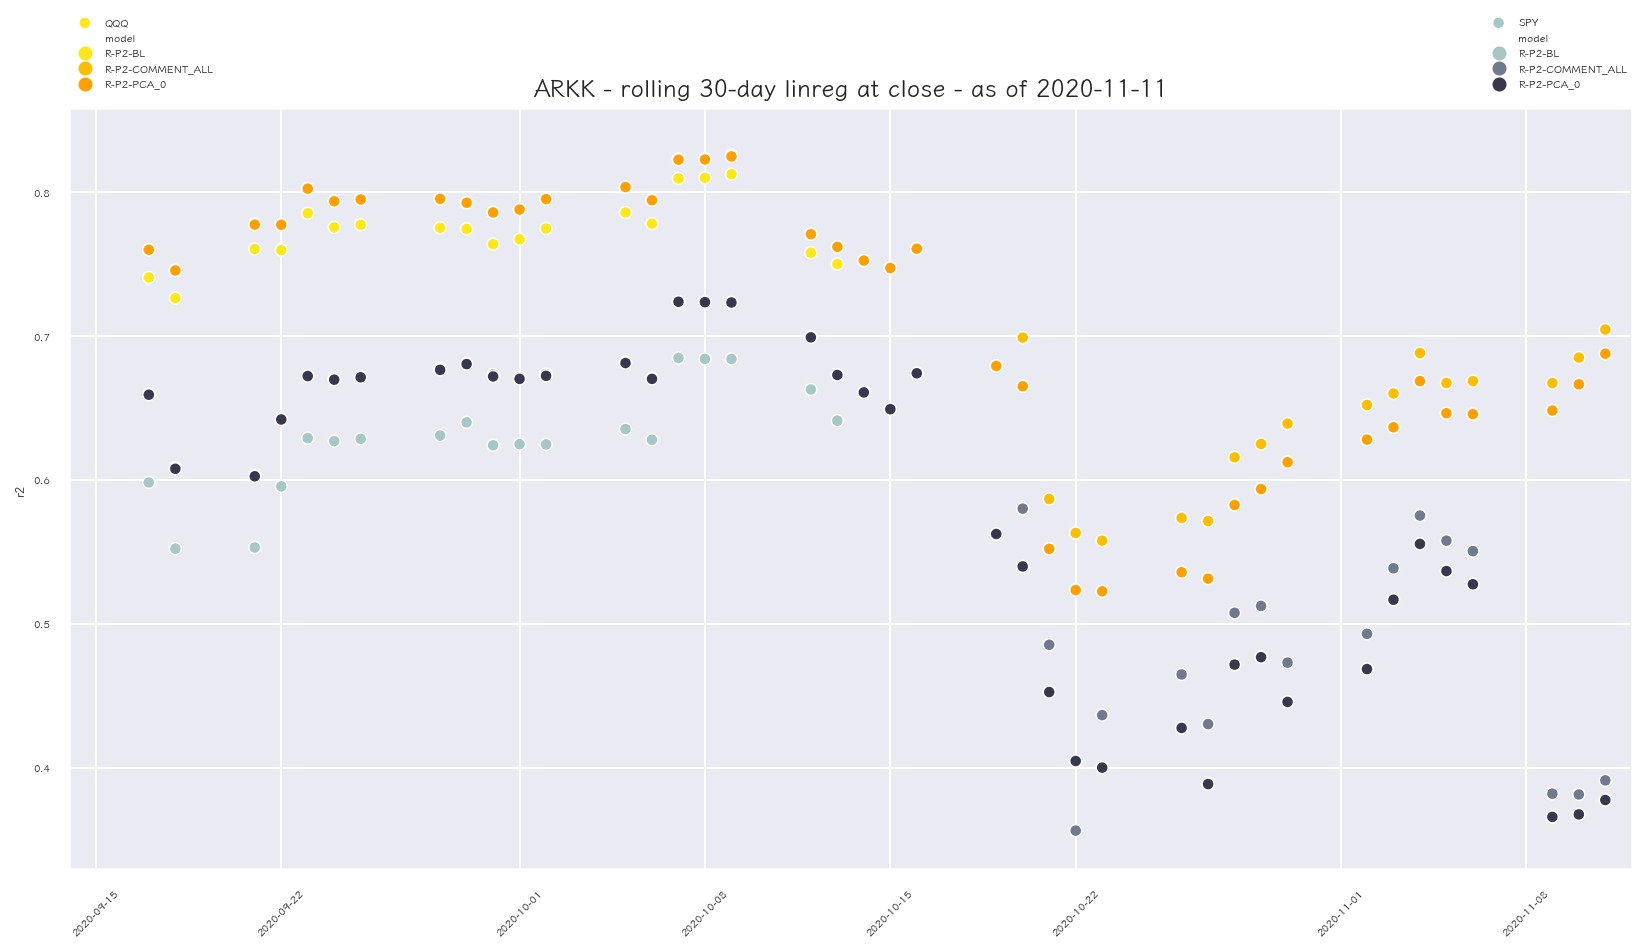 QQQ
model
R-P2-BL
R-P2-COMMENT_ALL
R-P2-PCA_0
SPY
model
R-P2-BL
R-P2-COMMENT_ALL
R-P2-PCA_0
ARKK - rolling 30-day linreg at close - as of 2020-11-11
r2
0.8
0.7
0.6
0.5
0.4
2020-09-15
2020-09-22
2020-10-01
2020-10-08
2020-10-15
2020-10-22
2020-11-01
2020-11-08